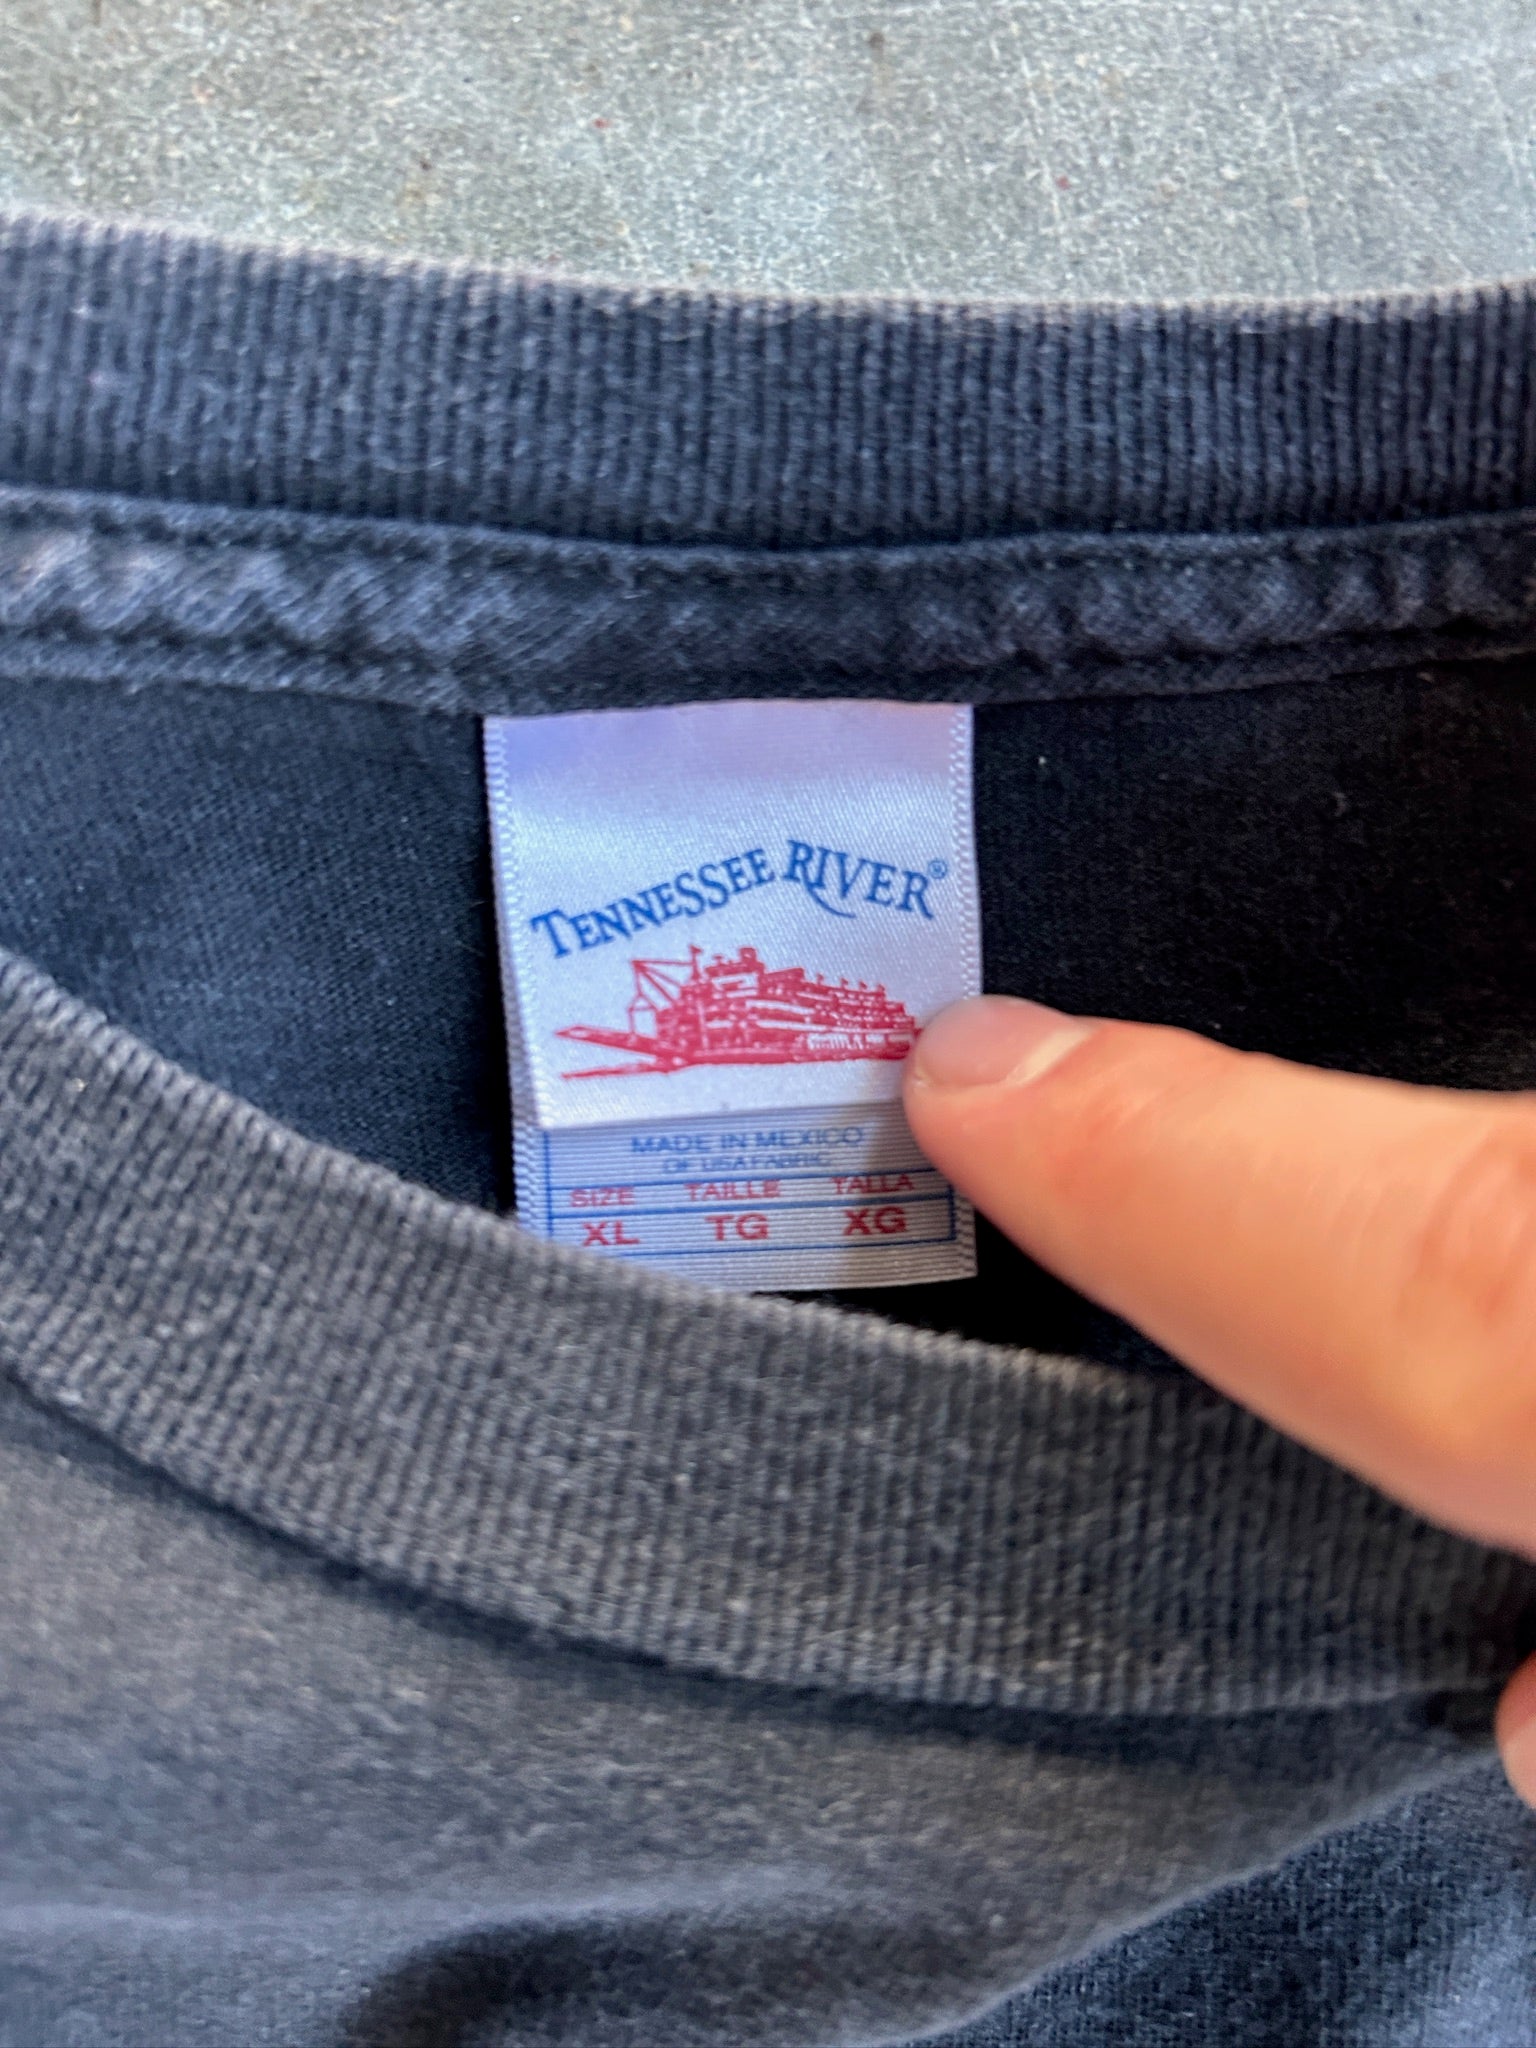 TENNESSEE RIVER®
MADE IN MEXICO
OF USA FABRIC
SIZE TAILLE TALLA
XL TG XG